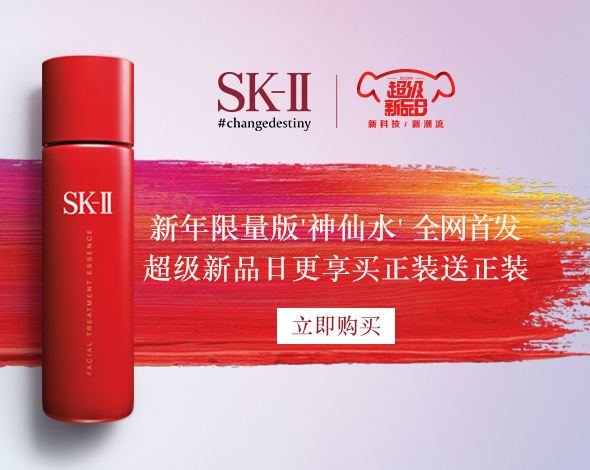 SK-II
#changedestiny
JD.COM
超级
新品日
新科技/新潮流
SK-II
FACIAL TREATMENT ESSENCE
新年限量版'神仙水' 全网首发
超级新品日更享买正装送正装
立即购买